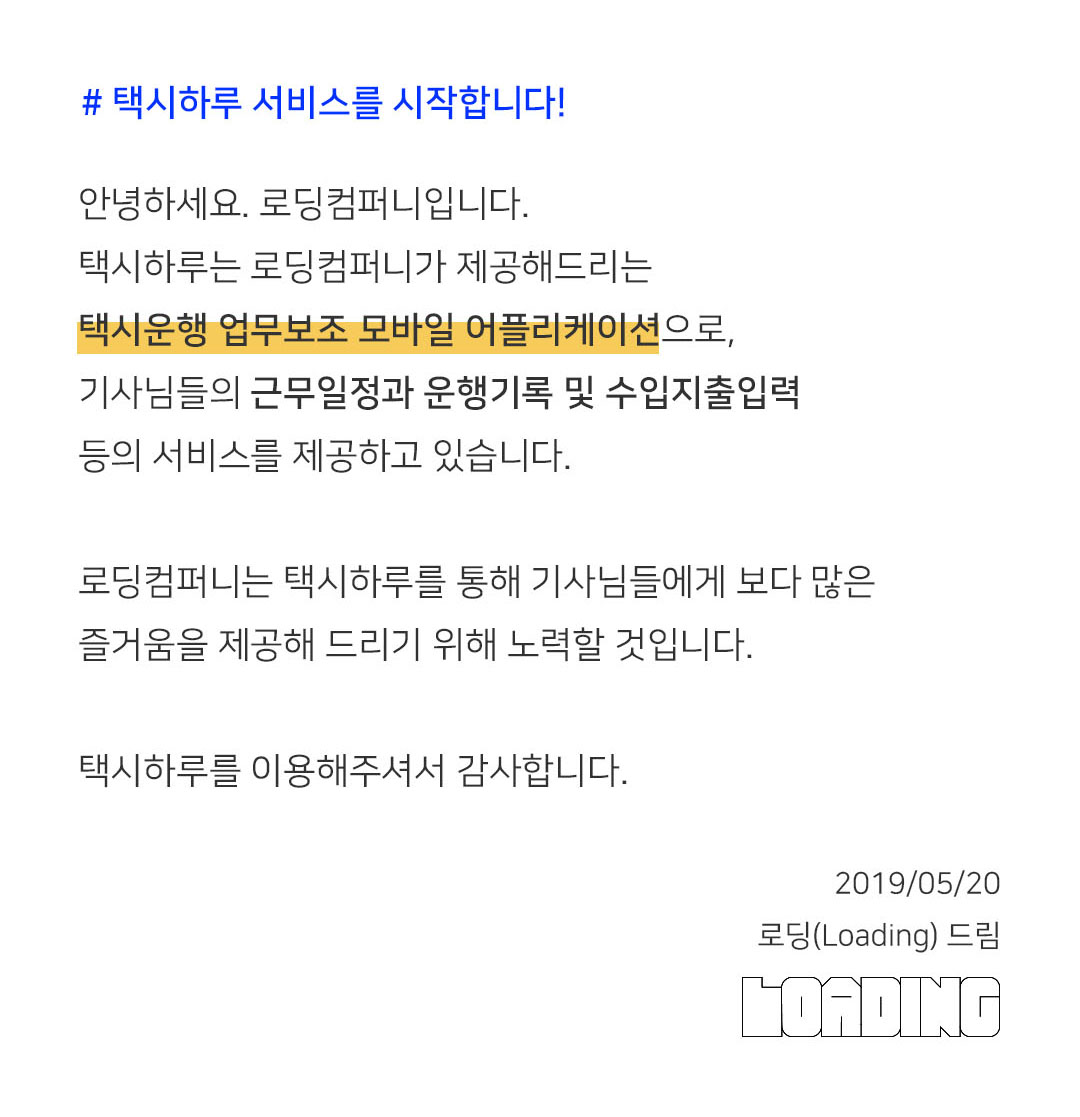 # 택시하루 서비스를 시작합니다!
안녕하세요. 로딩컴퍼니입니다.
택시하루는 로딩컴퍼니가 제공해드리는
택시운행 업무보조 모바일 어플리케이션으로,
기사님들의 근무일정과 운행기록 및 수입지출입력
등의 서비스를 제공하고 있습니다.
로딩컴퍼니는 택시하루를 통해 기사님들에게 보다 많은
즐거움을 제공해 드리기 위해 노력할 것입니다.
택시하루를 이용해주셔서 감사합니다.
2019/05/20
로딩(Loading) 드림
LOADING